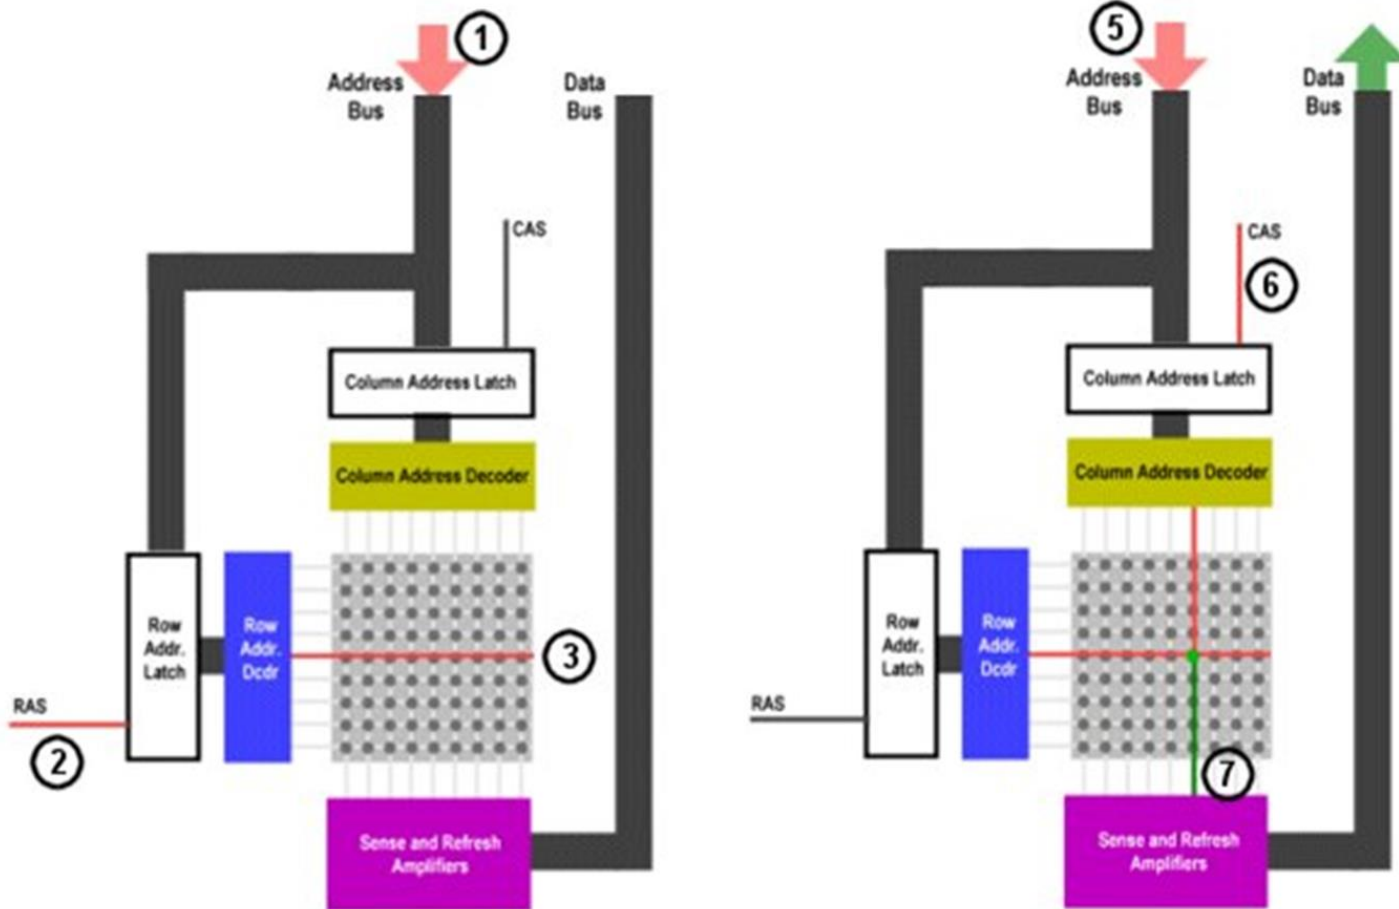 1
Address
Bus
Data
Bus
CAS
Column Address Latch
Column Address Decoder
Row
Addr.
Latch
Row
Addr.
Dcdr
3
RAS
2
Sense and Refresh
Amplifiers
5
Address
Bus
Data
Bus
CAS
6
Column Address Latch
Column Address Decoder
Row
Addr.
Latch
Row
Addr.
Dcdr
RAS
7
Sense and Refresh
Amplifiers